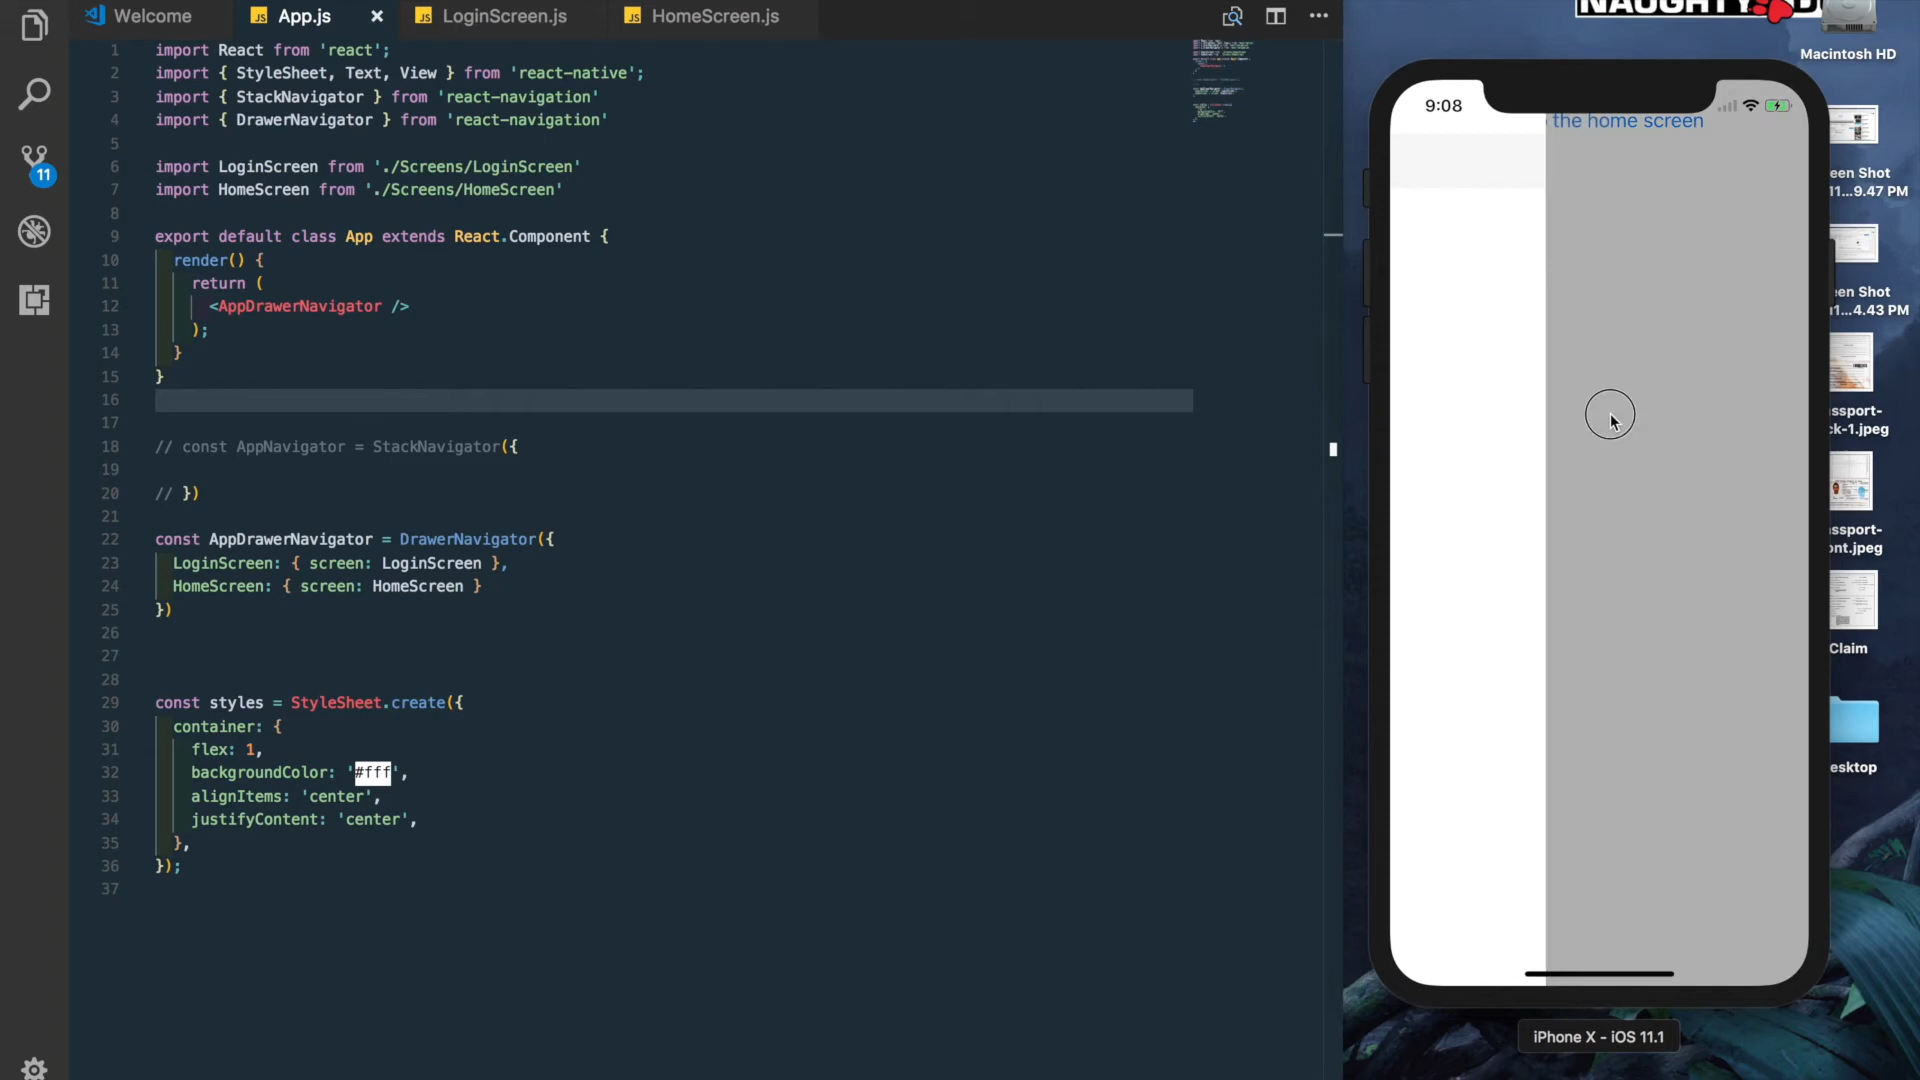 Welcome
JS App.js ×
JS LoginScreen.js
JS HomeScreen.js
1 import React from 'react';
2 import { StyleSheet, Text, View } from 'react-native';
3 import { StackNavigator } from 'react-navigation'
4 import { DrawerNavigator } from 'react-navigation'
5
6 import LoginScreen from './Screens/LoginScreen'
7 import HomeScreen from './Screens/HomeScreen'
8
9 export default class App extends React.Component {
10 render() {
11 return (
12 <AppDrawerNavigator />
13 );
14 }
15 }
16
17
18 // const AppNavigator = StackNavigator({
19
20 // })
21
22 const AppDrawerNavigator = DrawerNavigator({
23 LoginScreen: { screen: LoginScreen },
24 HomeScreen: { screen: HomeScreen }
25 })
26
27
28
29 const styles = StyleSheet.create({
30 container: {
31 flex: 1,
32 backgroundColor: '#fff',
33 alignItems: 'center',
34 justifyContent: 'center',
35 },
36 });
37
11
9:08
the home screen
iPhone X - iOS 11.1
NAUGHTY
Macintosh HD
een Shot
11...9.47 PM
een Shot
11...4.43 PM
ssport-
ck-1.jpeg
ssport-
ont.jpeg
Claim
esktop